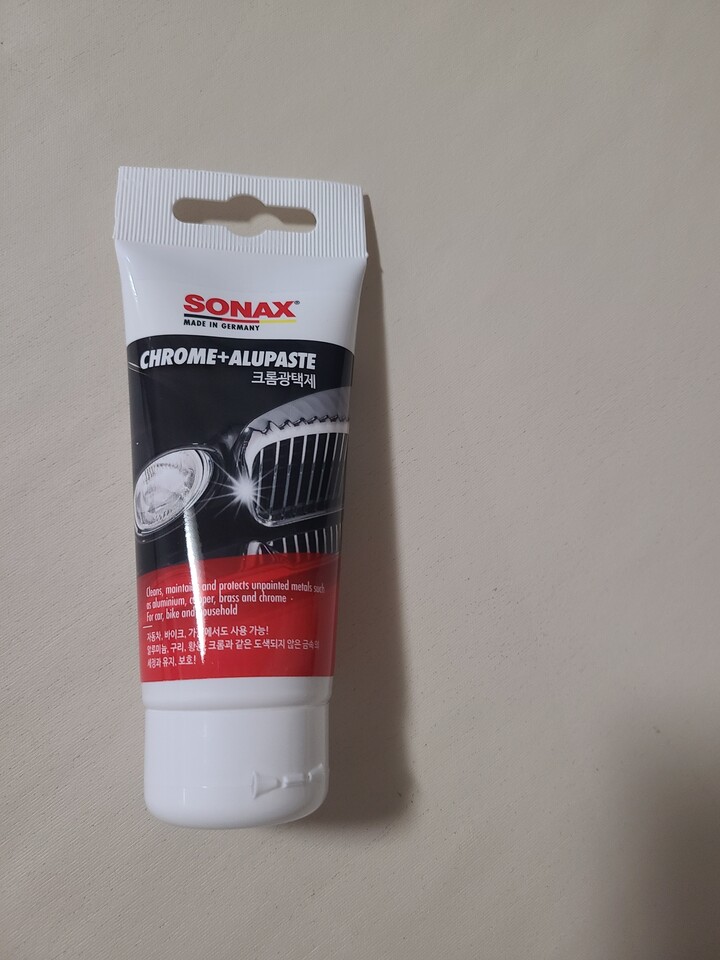 SONAX®
MADE IN GERMANY
CHROME+ALUPASTE
크롬광택제
Cleans, maintains and protects unpainted metals such
as aluminium, copper, brass and chrome -
For car, bike and household
자동차, 바이크, 가정에서도 사용 가능!
알루미늄, 구리, 황동, 크롬과 같은 도색되지 않은 금속의
세정과 유지, 보호!